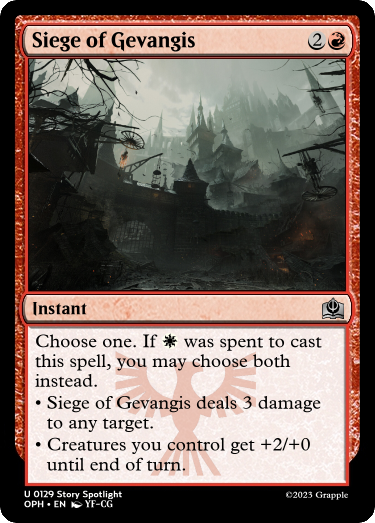 Siege of Gevangis 2
Instant
Choose one. If was spent to cast
this spell, you may choose both
instead.
• Siege of Gevangis deals 3 damage
to any target.
• Creatures you control get +2/+0
until end of turn.
U 0129 Story Spotlight
OPH • EN YF-CG
©2023 Grapple